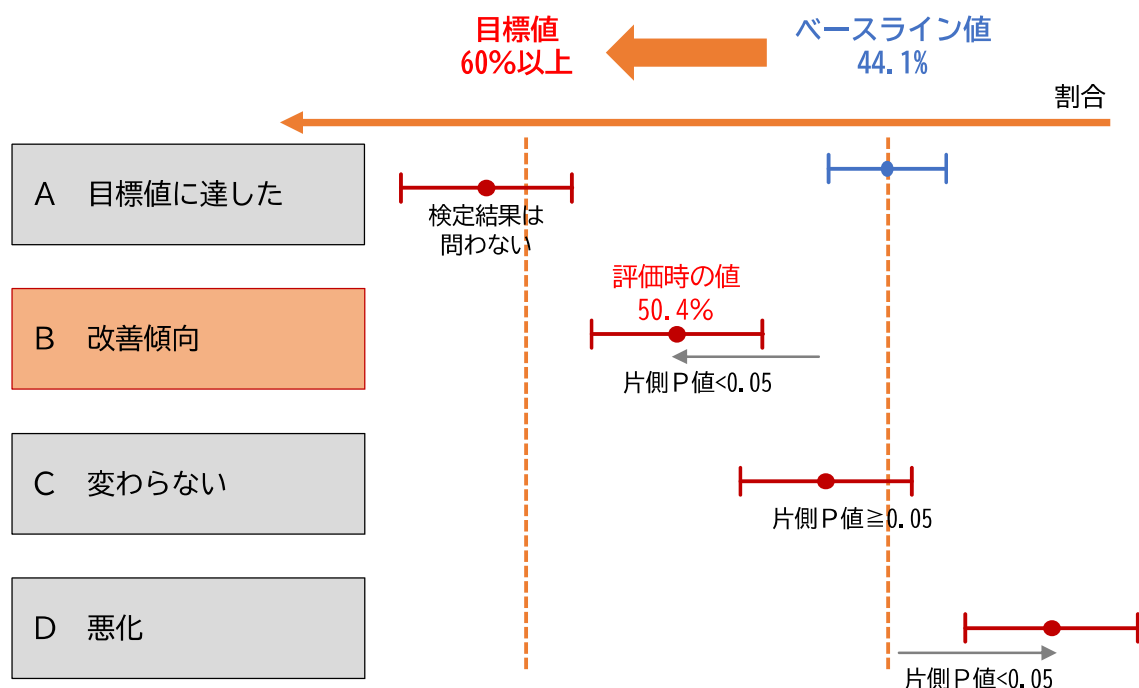 目標値
60%以上
ベースライン値
44.1%
割合
A 目標値に達した
検定結果は
問わない
評価時の値
50.4%
B 改善傾向
片側P値<0.05
C 変わらない
片側P値≧0.05
D 悪化
片側P値<0.05